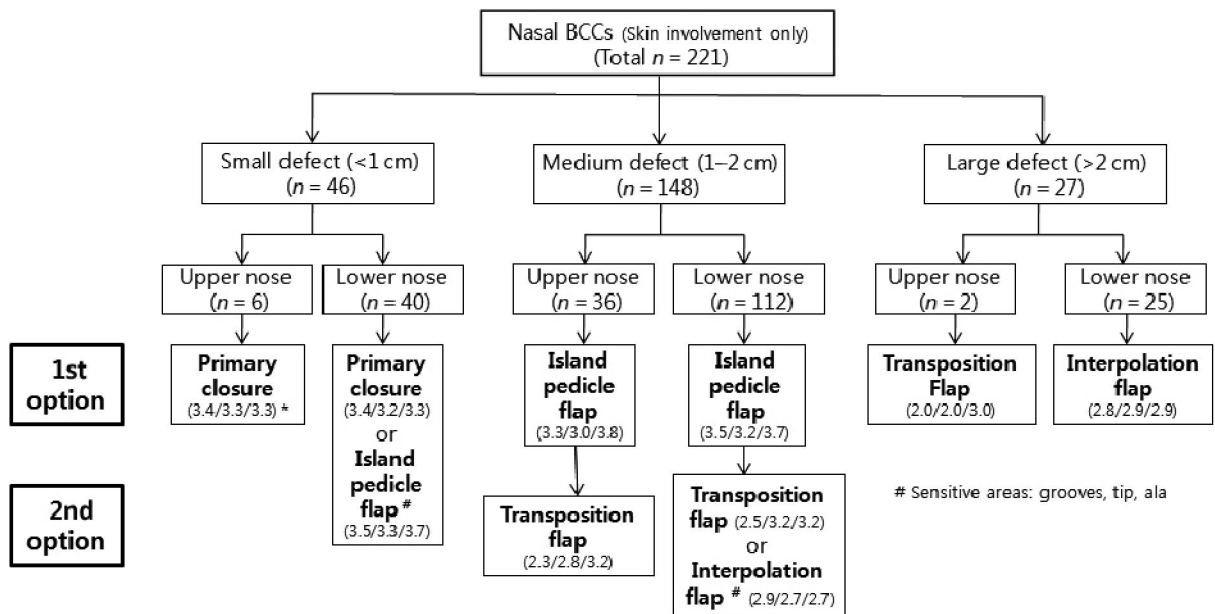 Nasal BCCs (Skin involvement only)
(Total n = 221)
Small defect (<1 cm)
(n = 46)
Medium defect (1–2 cm)
(n = 148)
Large defect (>2 cm)
(n = 27)
Upper nose
(n = 6)
Lower nose
(n = 40)
Upper nose
(n = 36)
Lower nose
(n = 112)
Upper nose
(n = 2)
Lower nose
(n = 25)
1st
option
Primary
closure
(3.4/3.3/3.3) *
Primary
closure
(3.4/3.2/3.3)
or
Island
pedicle
flap #
(3.5/3.3/3.7)
Island
pedicle
flap
(3.3/3.0/3.8)
Island
pedicle
flap
(3.5/3.2/3.7)
Transposition
Flap
(2.0/2.0/3.0)
Interpolation
flap
(2.8/2.9/2.9)
2nd
option
Transposition
flap
(2.3/2.8/3.2)
Transposition
flap (2.5/3.2/3.2)
or
Interpolation
flap # (2.9/2.7/2.7)
# Sensitive areas: grooves, tip, ala